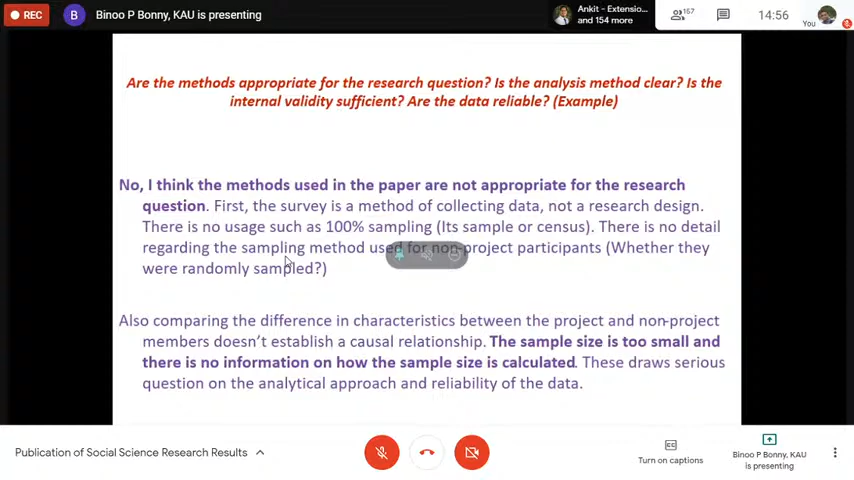 REC
B
Binoo P Bonny, KAU is presenting
Ankit - Extensio...
and 154 more
157
14:56
You
Are the methods appropriate for the research question? Is the analysis method clear? Is the
internal validity sufficient? Are the data reliable? (Example)
No, I think the methods used in the paper are not appropriate for the research
question. First, the survey is a method of collecting data, not a research design.
There is no usage such as 100% sampling (Its sample or census). There is no detail
regarding the sampling method used for non-project participants (Whether they
were randomly sampled?)
Also comparing the difference in characteristics between the project and non-project
members doesn't establish a causal relationship. The sample size is too small and
there is no information on how the sample size is calculated. These draws serious
question on the analytical approach and reliability of the data.
Publication of Social Science Research Results
Turn on captions
Binoo P Bonny, KAU
is presenting